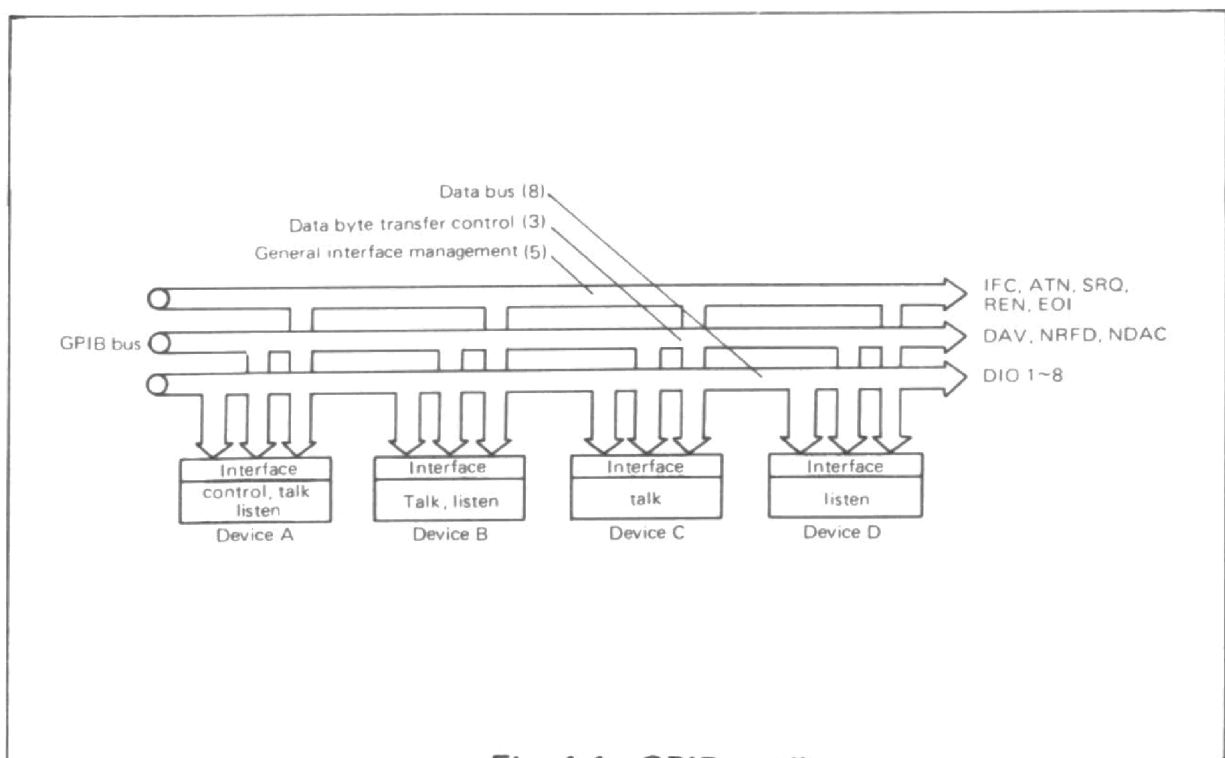 Data bus (8)
Data byte transfer control (3)
General interface management (5)
IFC, ATN, SRQ,
REN, EOI
GPIB bus
DAV, NRFD, NDAC
DIO 1~8
Interface
control, talk
listen
Device A
Interface
Talk, listen
Device B
Interface
talk
Device C
Interface
listen
Device D